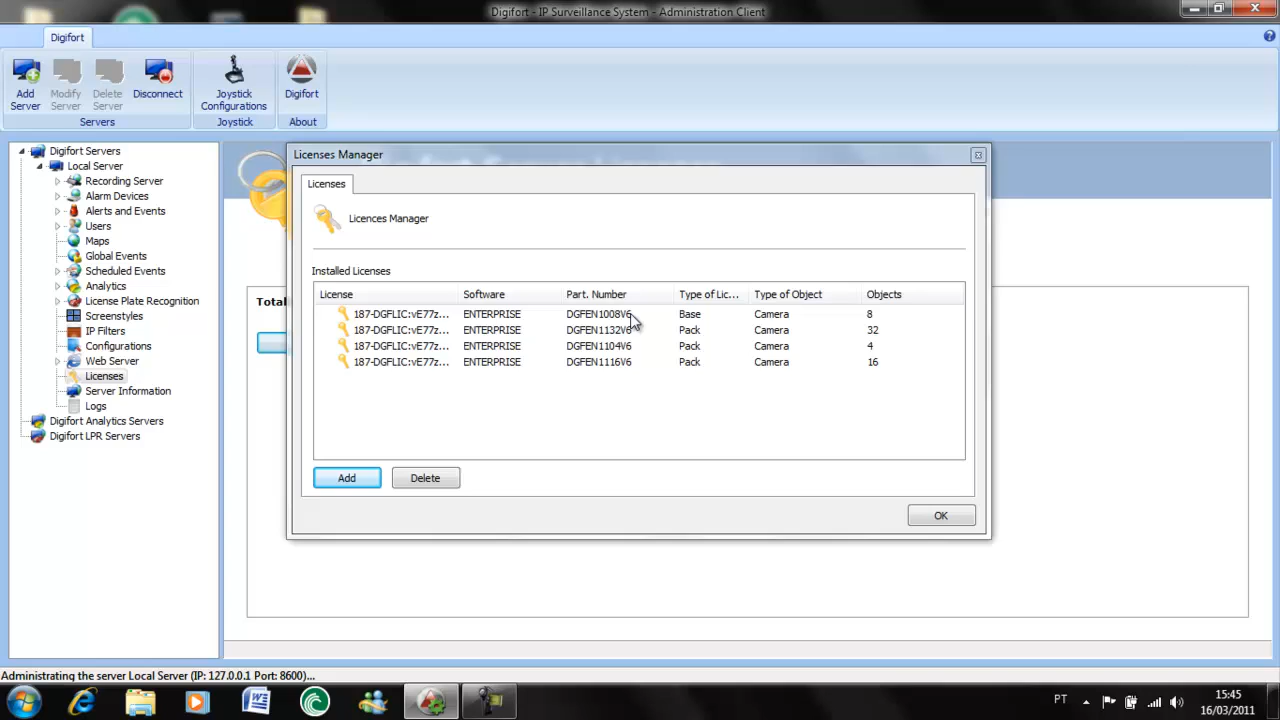 Digifort - IP Surveillance System - Administration Client
Digifort
Add Server
Modify Server
Delete Server
Disconnect
Joystick Configurations
Digifort
Servers
Joystick
About
Digifort Servers
Local Server
Recording Server
Alarm Devices
Alerts and Events
Users
Maps
Global Events
Scheduled Events
Analytics
License Plate Recognition
Screenstyles
IP Filters
Configurations
Web Server
Licenses
Server Information
Logs
Digifort Analytics Servers
Digifort LPR Servers
Licenses Manager
Licenses
Licences Manager
Installed Licenses
License Software Part. Number Type of Lic... Type of Object Objects
187-DGFLIC:vE77z... ENTERPRISE DGFEN1008V6 Base Camera 8
187-DGFLIC:vE77z... ENTERPRISE DGFEN1132V6 Pack Camera 32
187-DGFLIC:vE77z... ENTERPRISE DGFEN1104V6 Pack Camera 4
187-DGFLIC:vE77z... ENTERPRISE DGFEN1116V6 Pack Camera 16
Add
Delete
OK
Administrating the server Local Server (IP: 127.0.0.1 Port: 8600)...
PT
15:45
16/03/2011